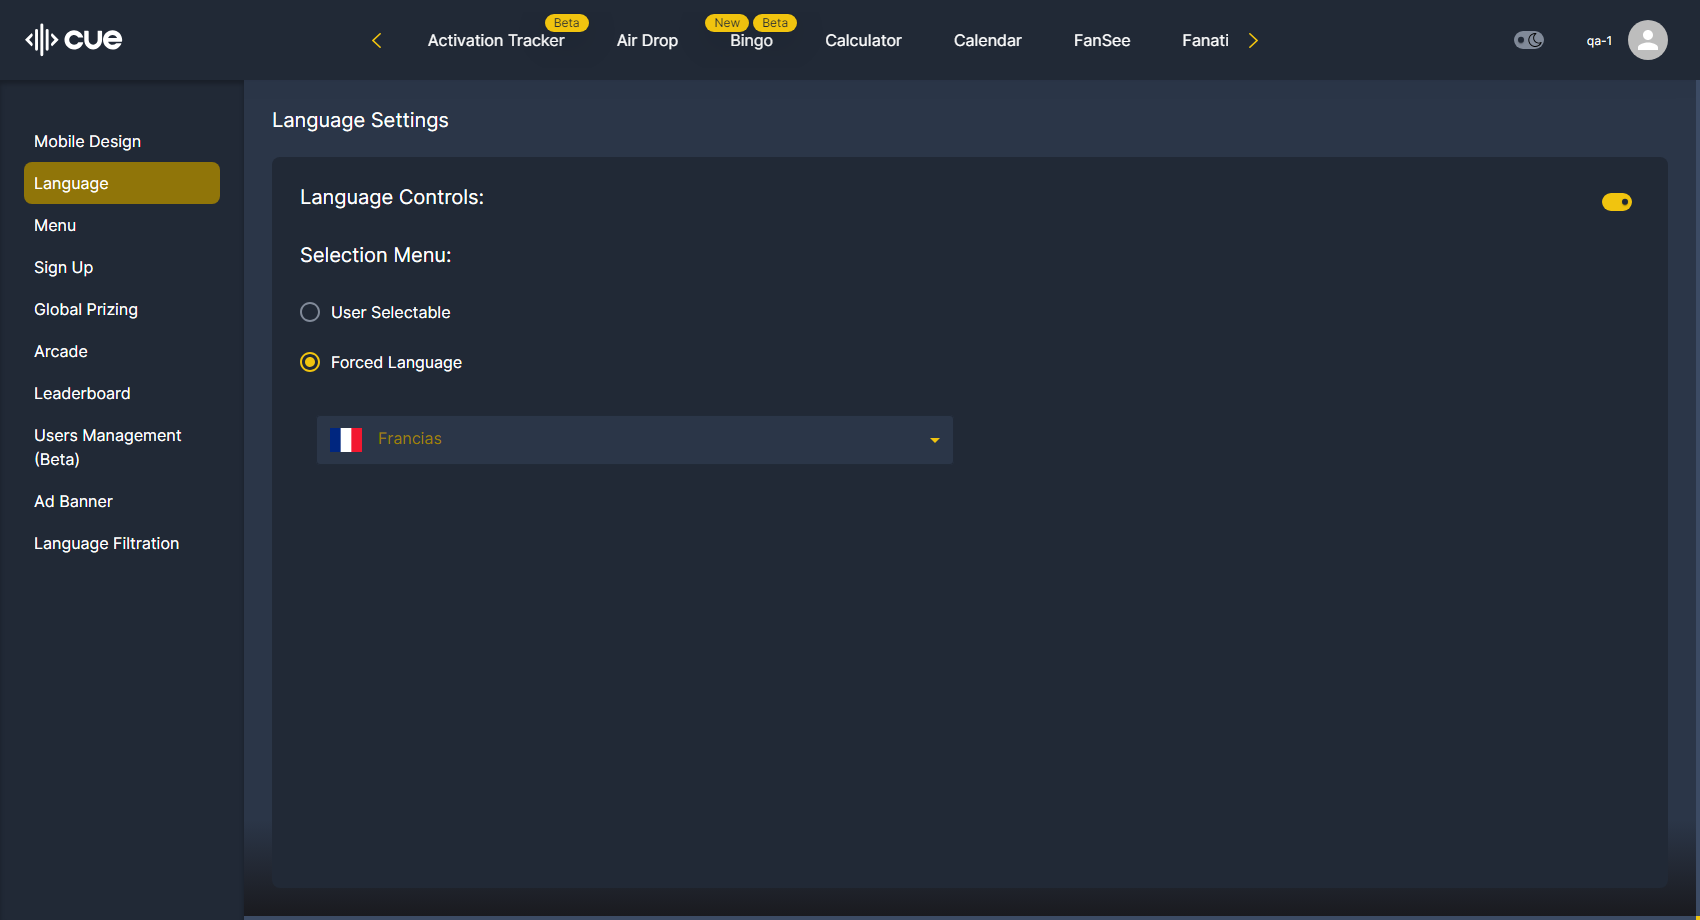 cue
Beta
New
Beta
Activation Tracker
Air Drop
Bingo
Calculator
Calendar
FanSee
Fanati
qa-1
Mobile Design
Language
Menu
Sign Up
Global Prizing
Arcade
Leaderboard
Users Management
(Beta)
Ad Banner
Language Filtration
Language Settings
Language Controls:
Selection Menu:
User Selectable
Forced Language
Francias